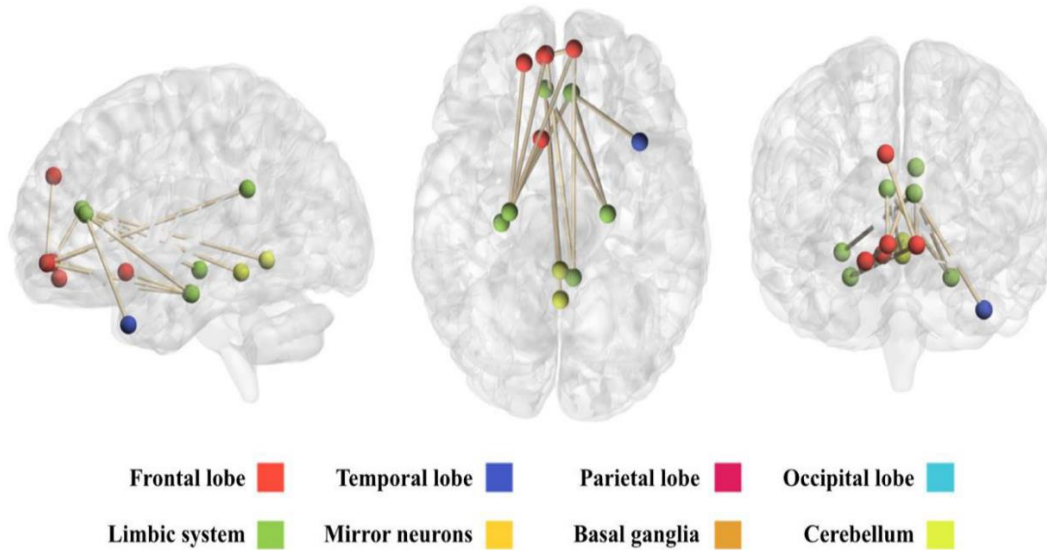 Frontal lobe Temporal lobe Parietal lobe Occipital lobe
Limbic system Mirror neurons Basal ganglia Cerebellum